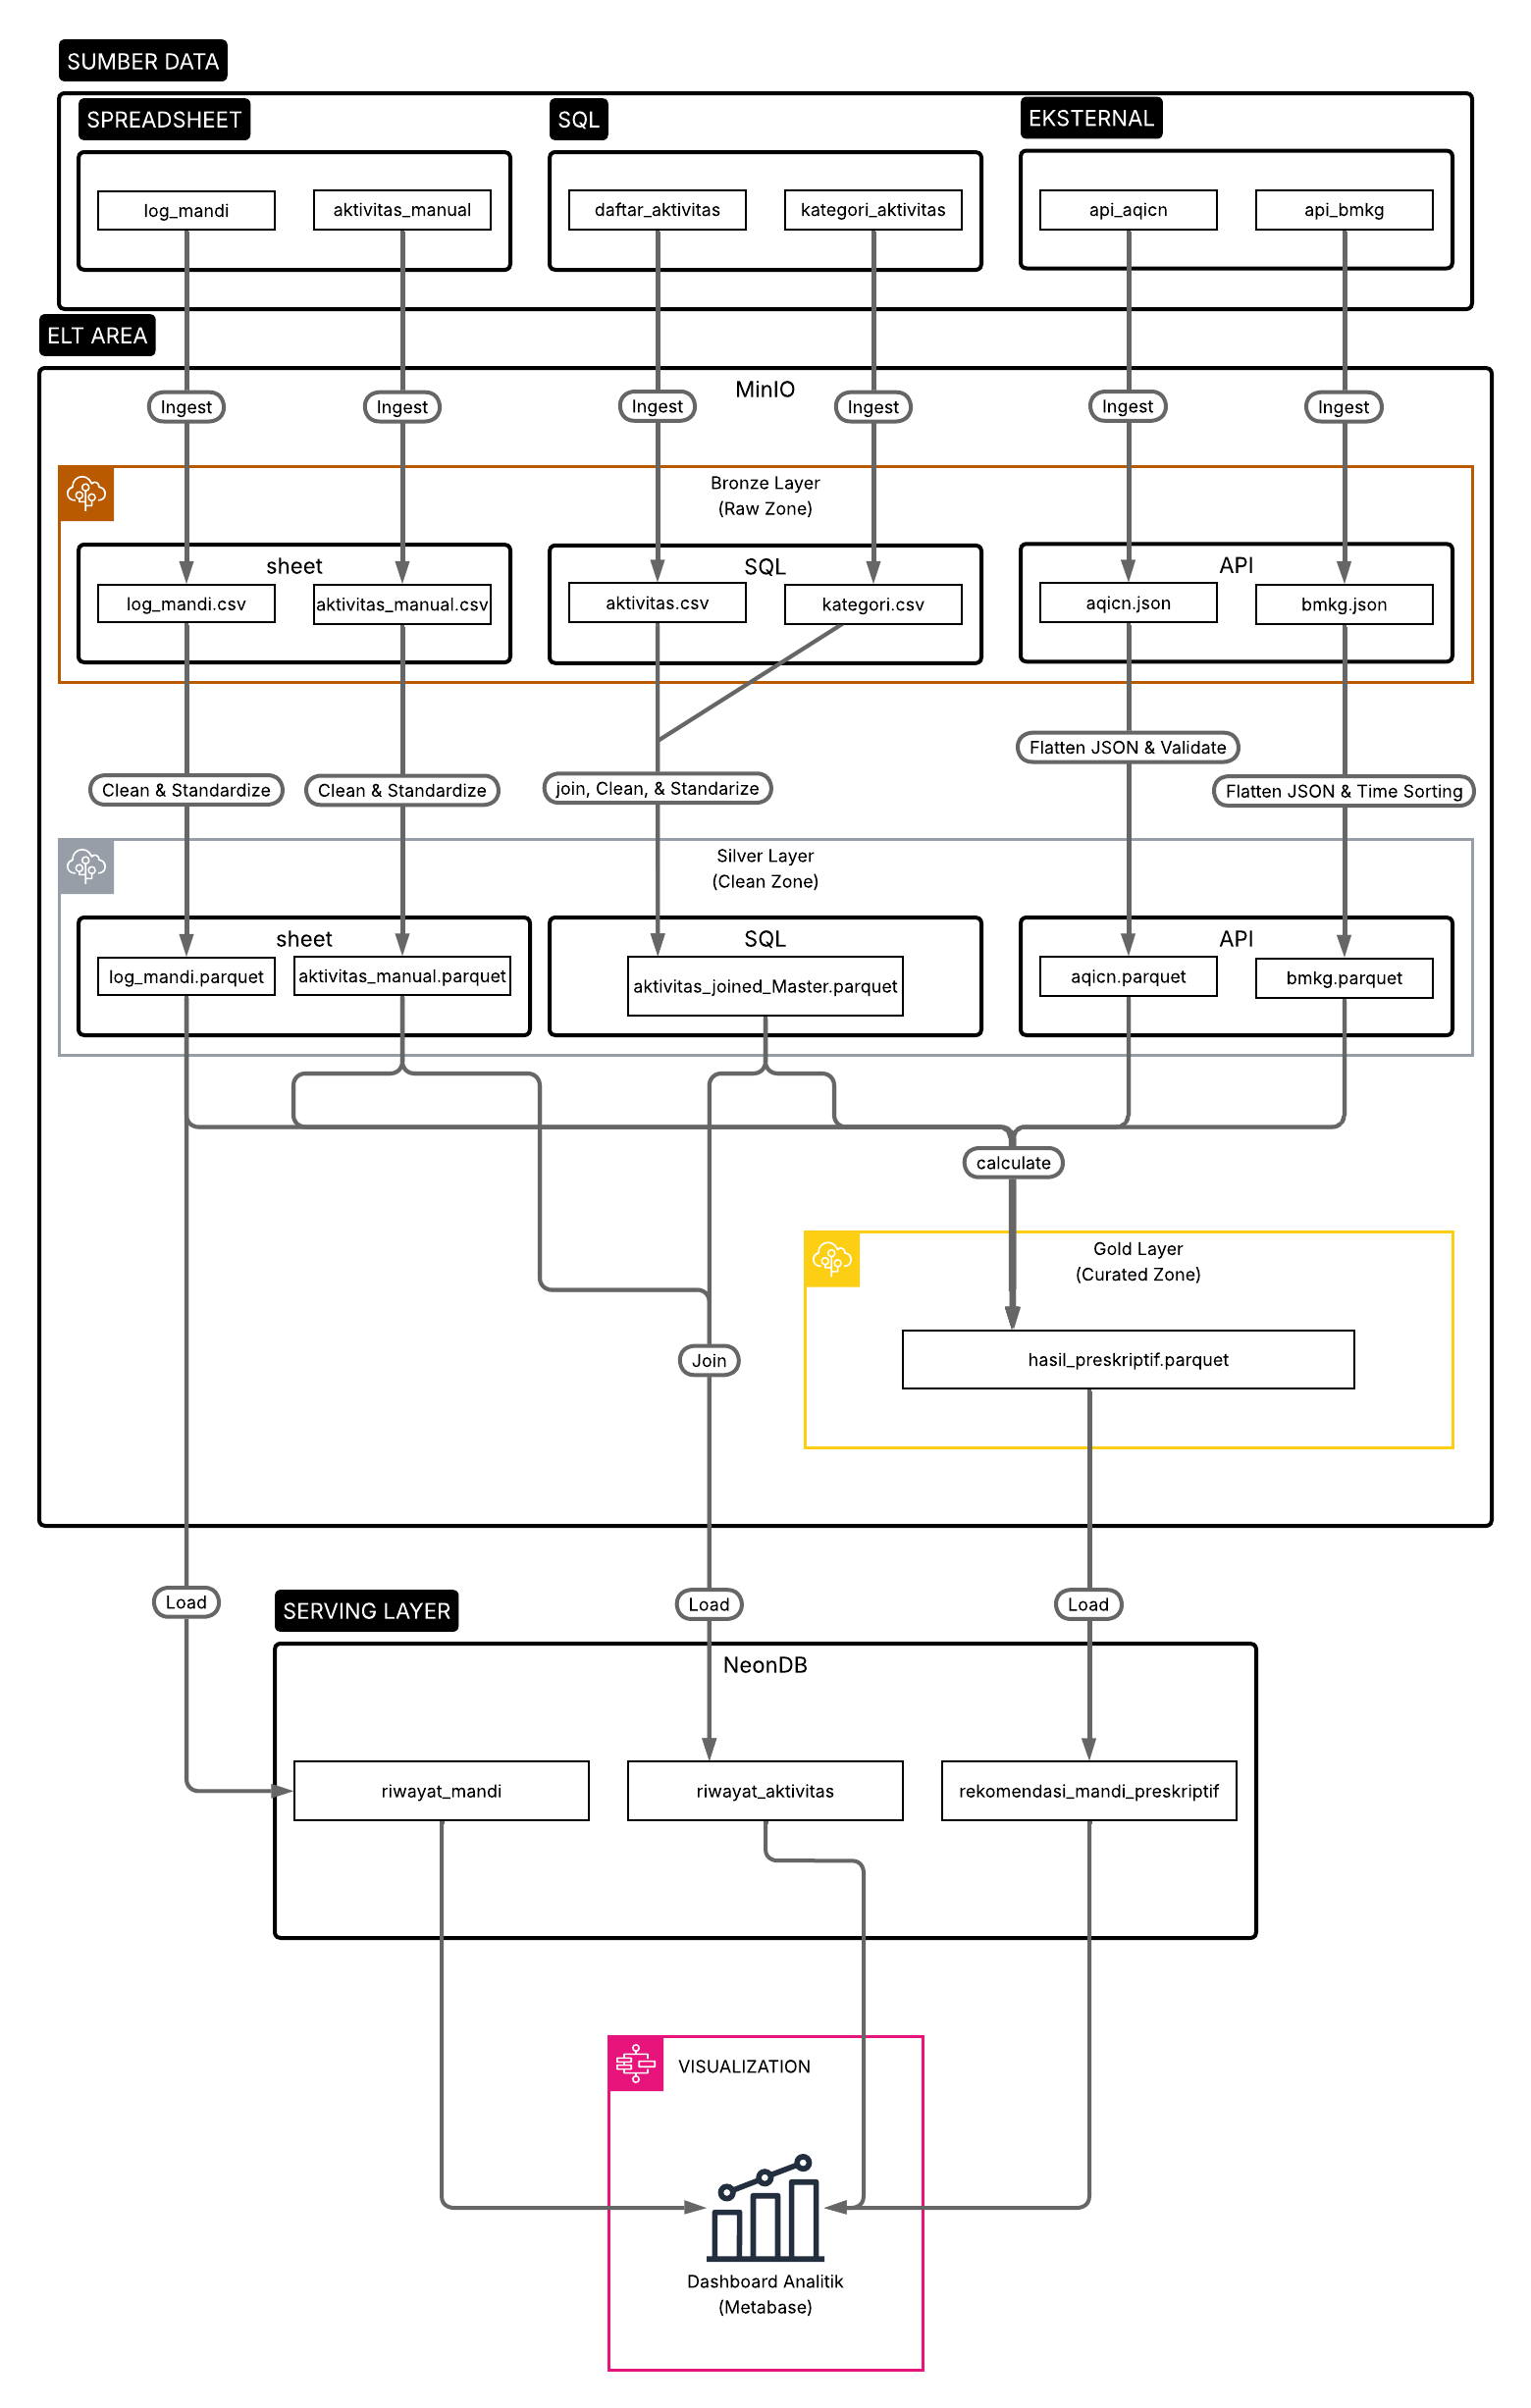 SUMBER DATA
SPREADSHEET
SQL
EKSTERNAL
log_mandi
aktivitas_manual
daftar_aktivitas
kategori_aktivitas
api_aqicn
api_bmkg
ELT AREA
MinIO
Ingest
Ingest
Ingest
Ingest
Ingest
Ingest
Bronze Layer
(Raw Zone)
sheet
SQL
API
log_mandi.csv
aktivitas_manual.csv
aktivitas.csv
kategori.csv
aqicn.json
bmkg.json
Flatten JSON & Validate
Clean & Standardize
Clean & Standardize
join, Clean, & Standarize
Flatten JSON & Time Sorting
Silver Layer
(Clean Zone)
sheet
SQL
API
log_mandi.parquet
aktivitas_manual.parquet
aktivitas_joined_Master.parquet
aqicn.parquet
bmkg.parquet
calculate
Gold Layer
(Curated Zone)
Join
hasil_preskriptif.parquet
Load
Load
Load
SERVING LAYER
NeonDB
riwayat_mandi
riwayat_aktivitas
rekomendasi_mandi_preskriptif
VISUALIZATION
Dashboard Analitik
(Metabase)